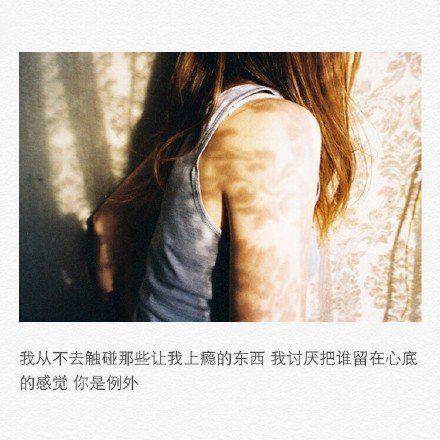 我从不去触碰那些让我上瘾的东西 我讨厌把谁留在心底
的感觉 你是例外